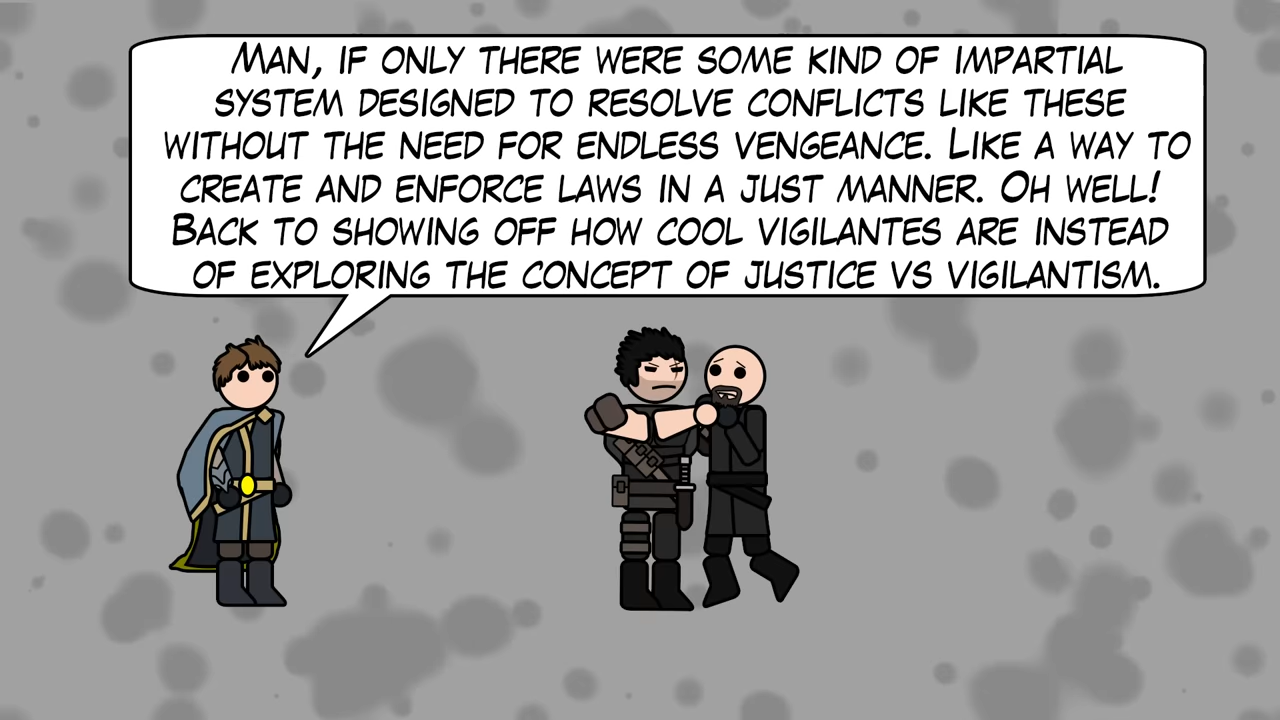 Man, if only there were some kind of impartial
system designed to resolve conflicts like these
without the need for endless vengeance. Like a way to
create and enforce laws in a just manner. Oh well!
Back to showing off how cool vigilantes are instead
of exploring the concept of justice vs vigilantism.